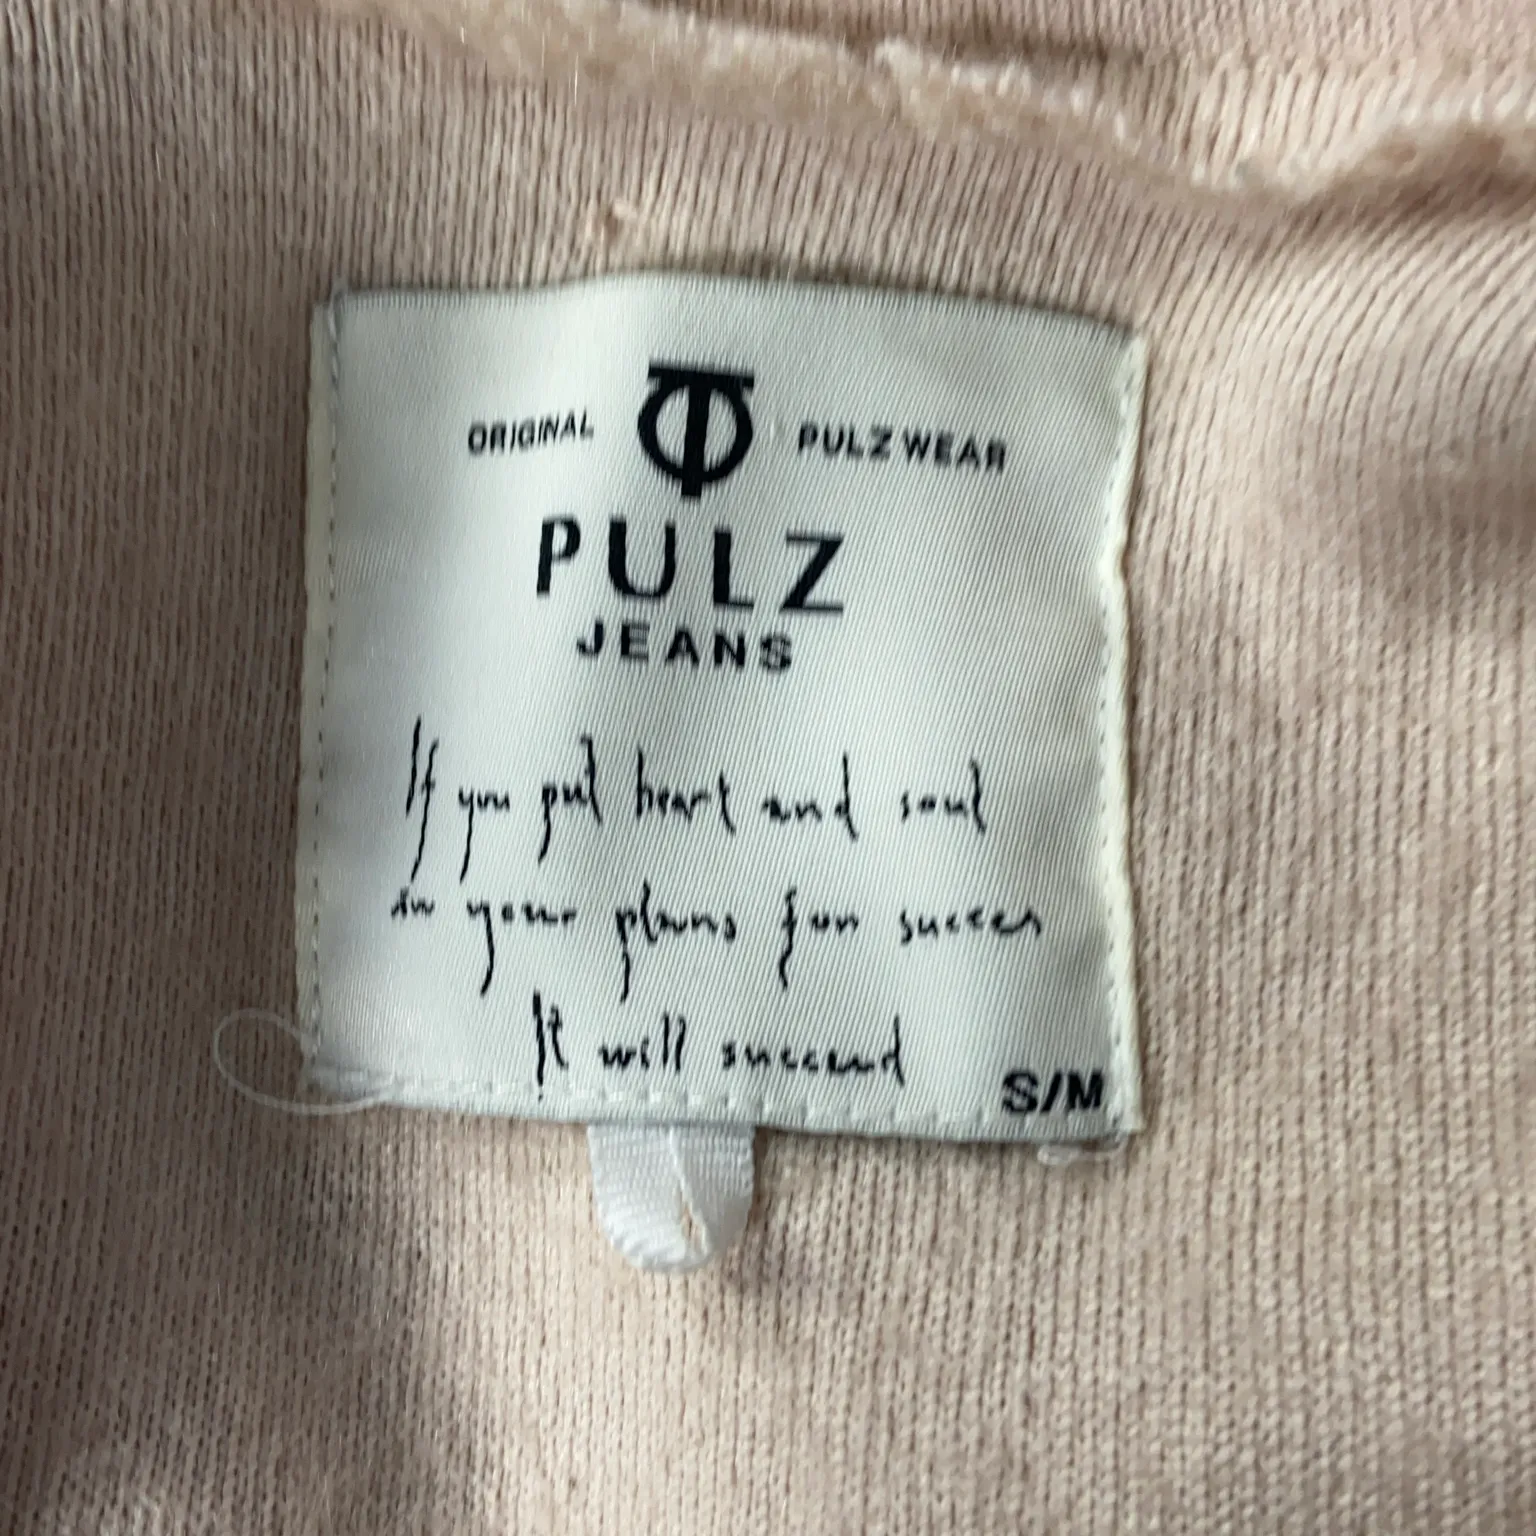 ORIGINAL PULZ WEAR
PULZ
JEANS
If you put heart and soul
in your plans for succes
It will succeed
S/M